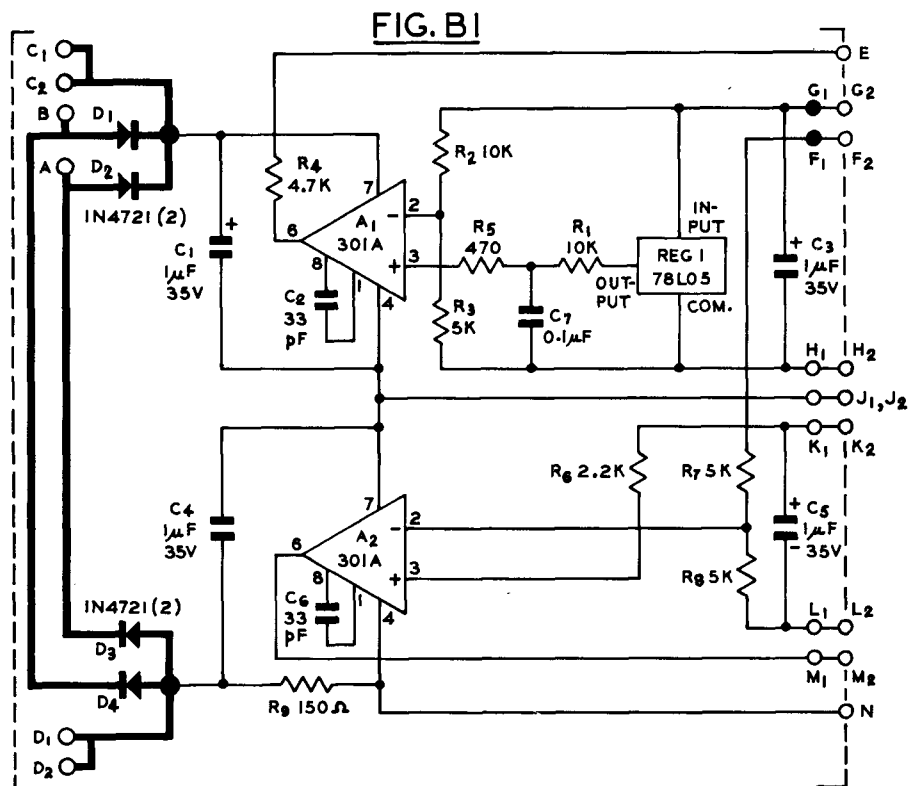 FIG. B1
C1
C2
B
D1
A
D2
1N4721(2)
E
G1
G2
F1
F2
R4
4.7K
R2 10K
7
6
A1
301A
2
3
8
1
4
C1
1µF
35V
+
C2
33
pF
R5
470
R1
10K
R3
5K
C7
0.1µF
IN-
PUT
REG 1
78L05
OUT-
PUT
COM.
+
C3
1µF
35V
H1
H2
J1, J2
K1
K2
C4
1µF
35V
R6 2.2K
R7 5K
7
6
A2
301A
2
3
8
1
4
C6
33
pF
R8 5K
+
C5
1µF
35V
-
1N4721(2)
D3
D4
L1
L2
M1
M2
R9 150Ω
N
D1
D2